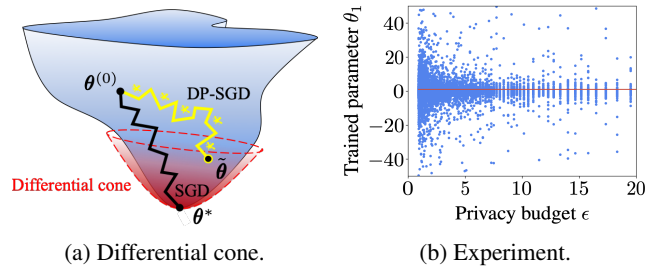 θ(0)
DP-SGD
θ̃
Differential cone
SGD
θ*
(a) Differential cone.
Trained parameter θ₁
40
20
0
−20
−40
0
5
10
15
20
Privacy budget ϵ
(b) Experiment.